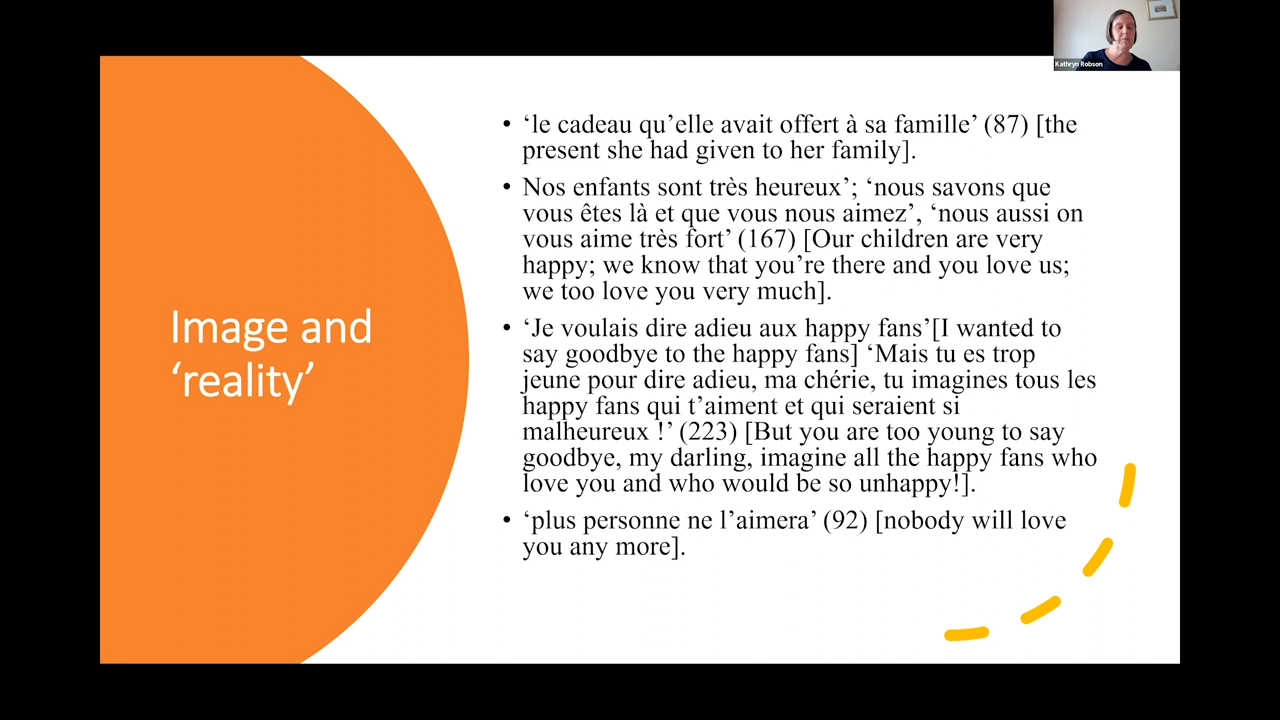 Kathryn Robson
Image and
‘reality’
• ‘le cadeau qu’elle avait offert à sa famille’ (87) [the
present she had given to her family].
• Nos enfants sont très heureux’; ‘nous savons que
vous êtes là et que vous nous aimez’, ‘nous aussi on
vous aime très fort’ (167) [Our children are very
happy; we know that you’re there and you love us;
we too love you very much].
• ‘Je voulais dire adieu aux happy fans’[I wanted to
say goodbye to the happy fans] ‘Mais tu es trop
jeune pour dire adieu, ma chérie, tu imagines tous les
happy fans qui t’aiment et qui seraient si
malheureux !’ (223) [But you are too young to say
goodbye, my darling, imagine all the happy fans who
love you and who would be so unhappy!].
• ‘plus personne ne l’aimera’ (92) [nobody will love
you any more].